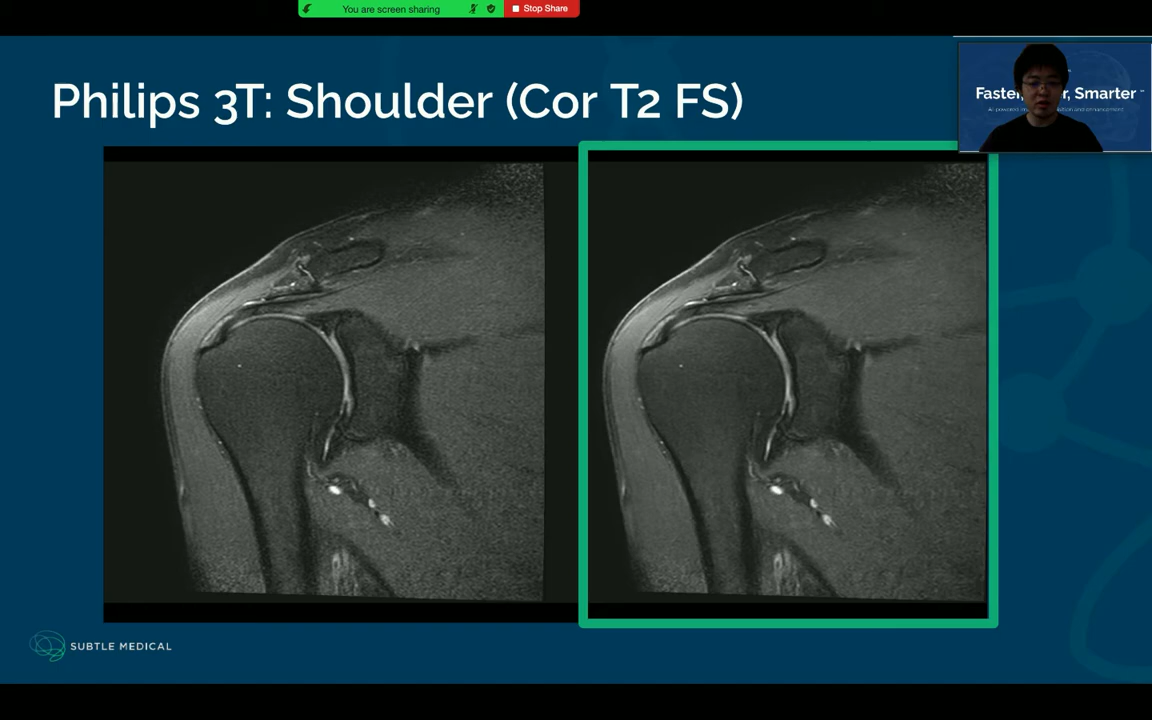 You are screen sharing
Stop Share
Philips 3T: Shoulder (Cor T2 FS)
Faster, Smarter
SUBTLE MEDICAL